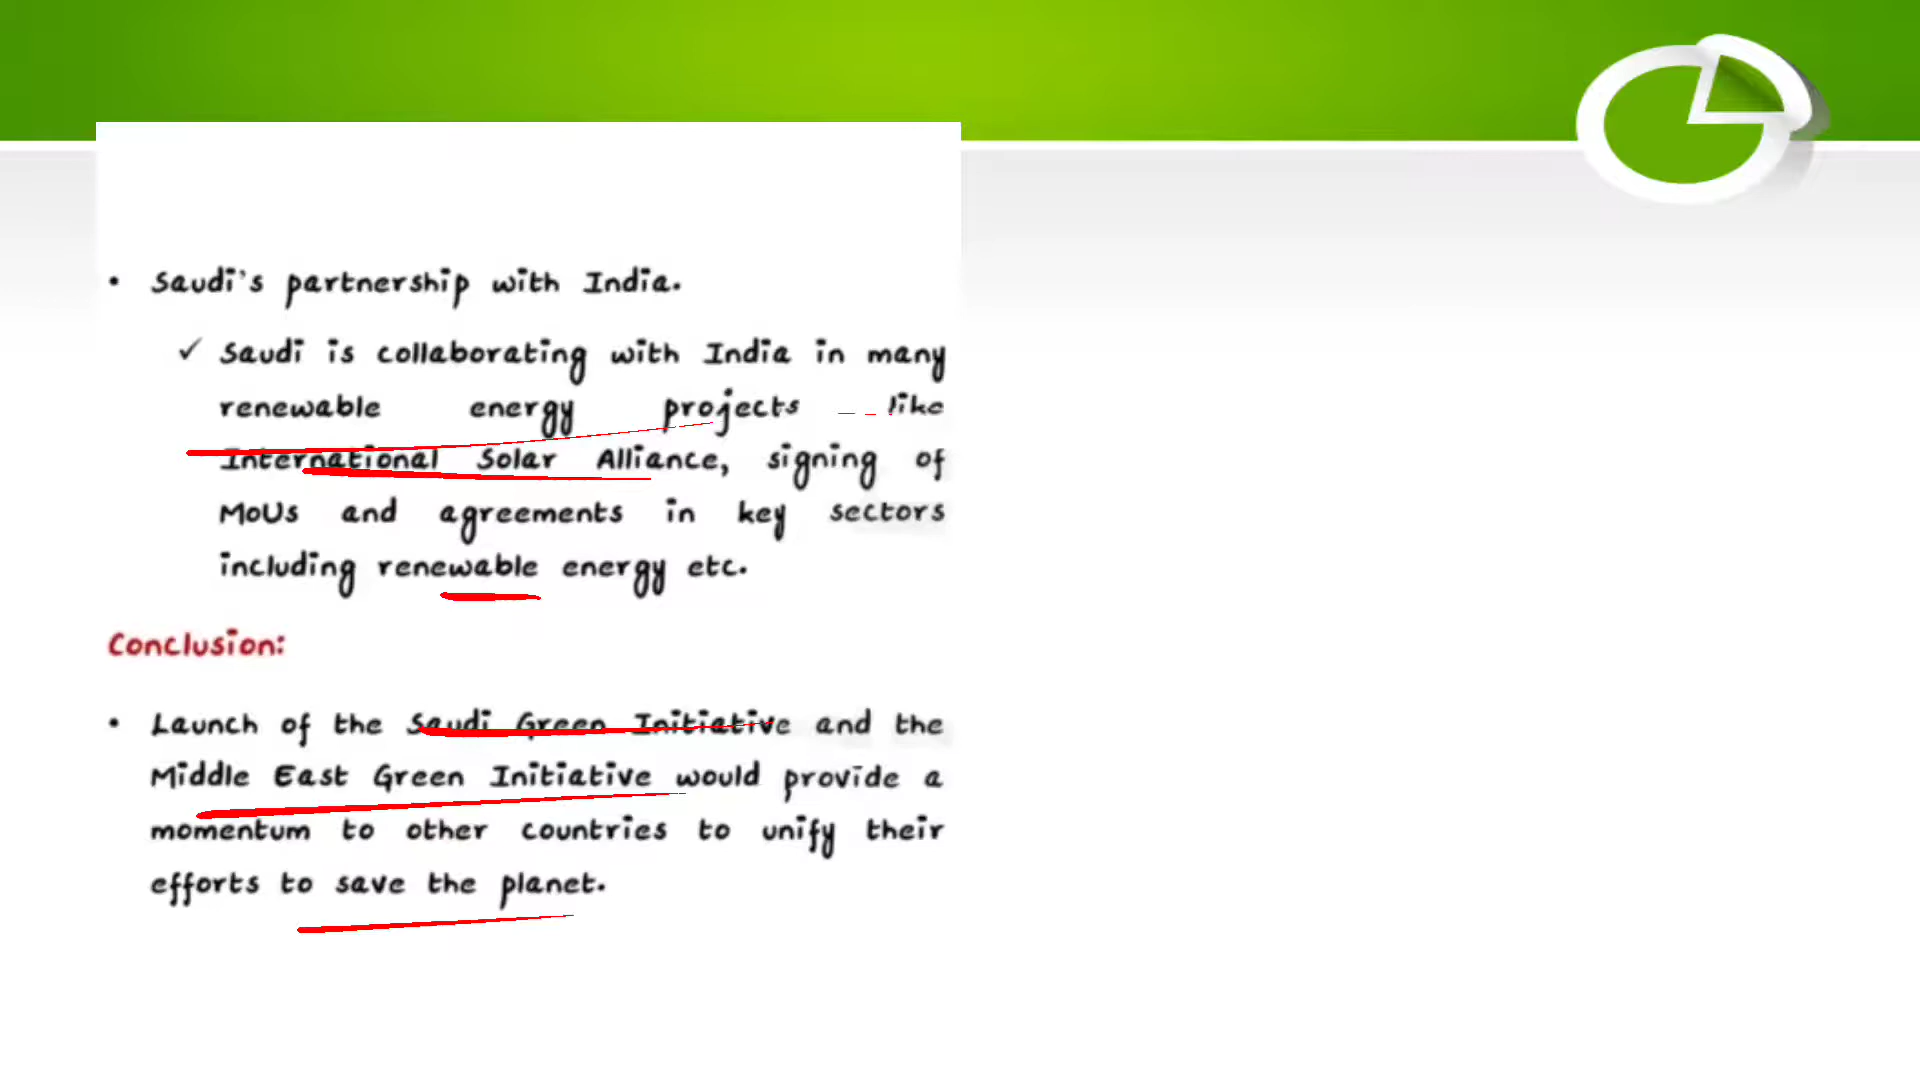 • Saudi's partnership with India.
✓ Saudi is collaborating with India in many
renewable energy projects like
International Solar Alliance, signing of
MoUs and agreements in key sectors
including renewable energy etc.
Conclusion:
• Launch of the Saudi Green Initiative and the
Middle East Green Initiative would provide a
momentum to other countries to unify their
efforts to save the planet.